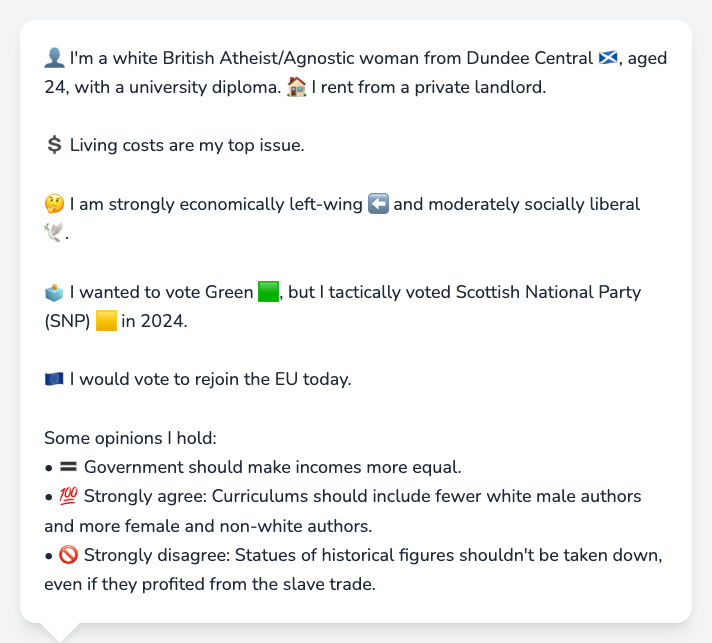 👤 I'm a white British Atheist/Agnostic woman from Dundee Central 🏴󠁧󠁢󠁳󠁣󠁴󠁿, aged
24, with a university diploma. 🏠 I rent from a private landlord.
💲 Living costs are my top issue.
🤔 I am strongly economically left-wing ⬅️ and moderately socially liberal
🕊️.
🗳️ I wanted to vote Green 🟩, but I tactically voted Scottish National Party
(SNP) 🟨 in 2024.
🇪🇺 I would vote to rejoin the EU today.
Some opinions I hold:
• 🟰 Government should make incomes more equal.
• 💯 Strongly agree: Curriculums should include fewer white male authors
and more female and non-white authors.
• 🚫 Strongly disagree: Statues of historical figures shouldn't be taken down,
even if they profited from the slave trade.